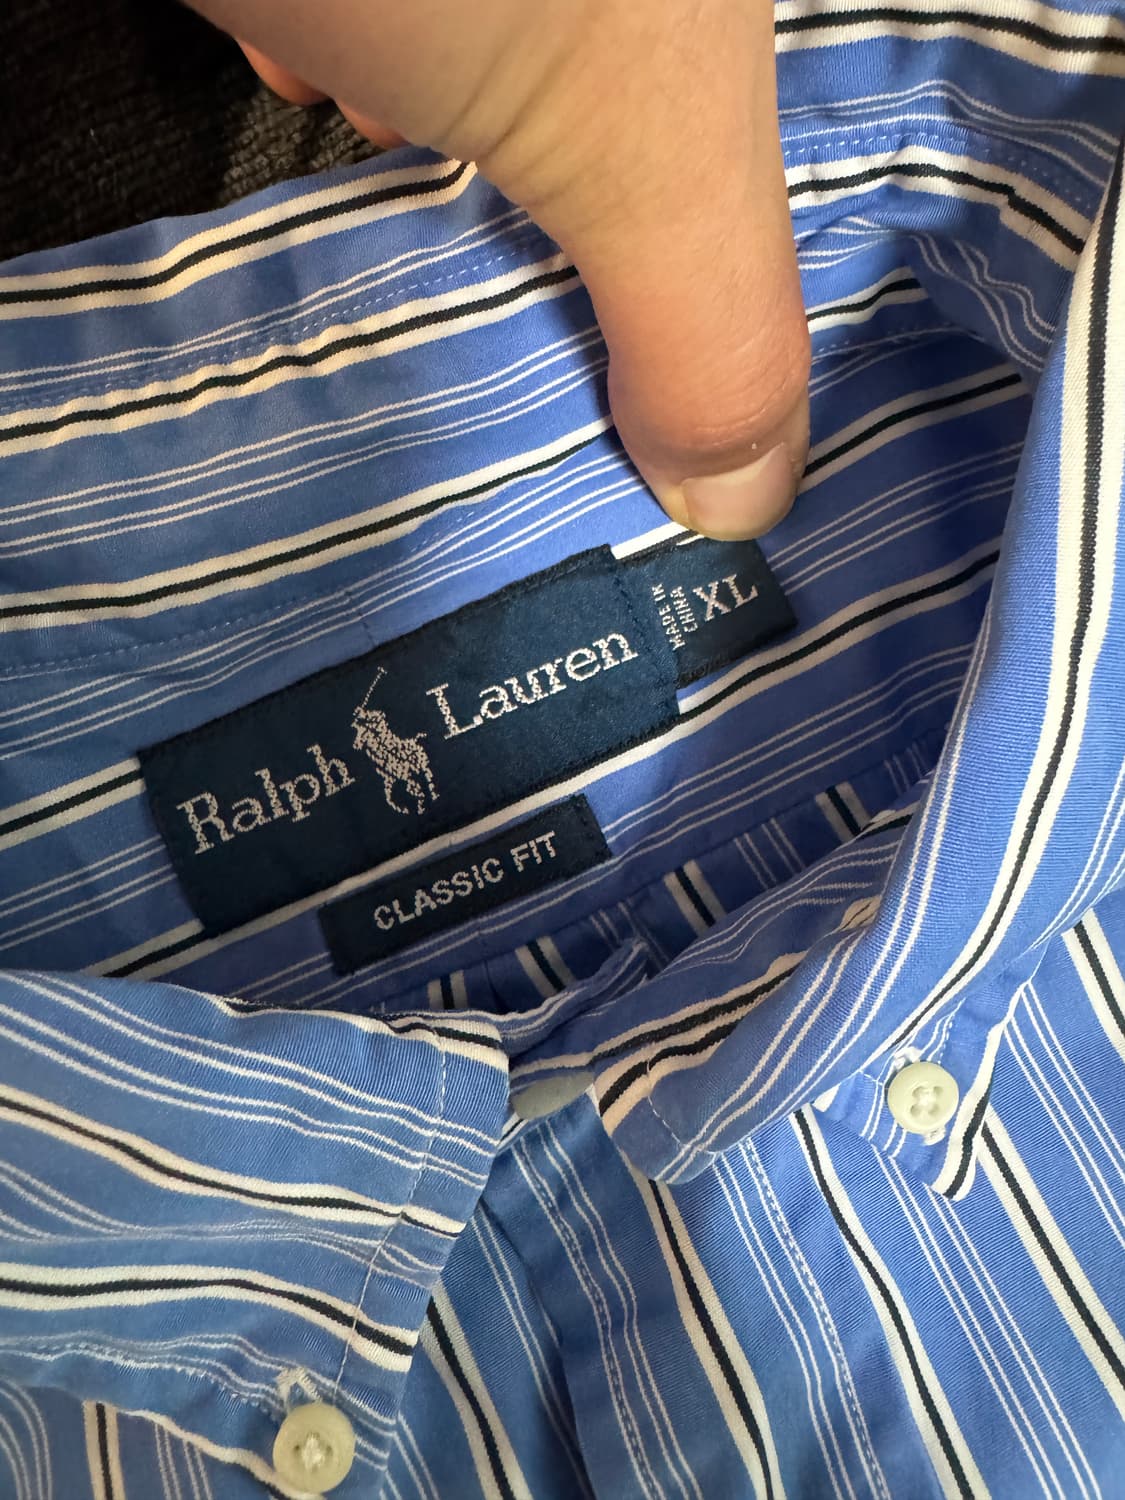 Ralph Lauren
MADE IN
CHINA
XL
CLASSIC FIT